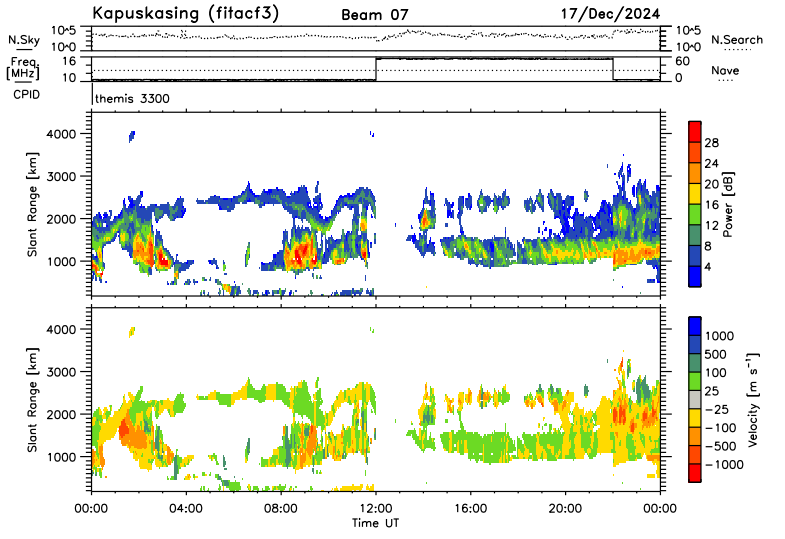 Kapuskasing (fitacf3) Beam 07 17/Dec/2024
N.Sky 10^5 10^0 10^5 10^0 N.Search
Freq. [MHz] 16 10 60 0 Nave
CPID themis 3300
Slant Range [km] 4000 3000 2000 1000
Power [dB] 28 24 20 16 12 8 4
Slant Range [km] 4000 3000 2000 1000
Velocity [m s⁻¹] 1000 500 100 25 −25 −100 −500 −1000
00:00 04:00 08:00 12:00 16:00 20:00 00:00
Time UT